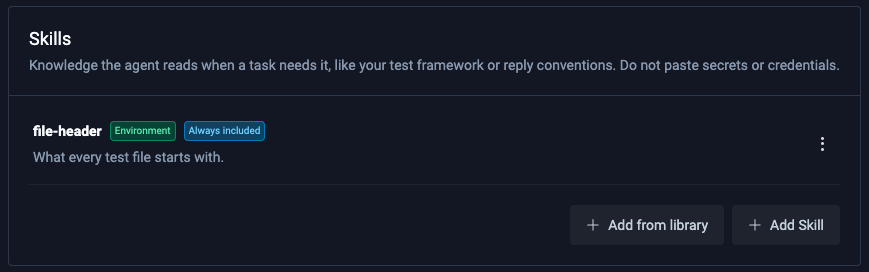 Skills
Knowledge the agent reads when a task needs it, like your test framework or reply conventions. Do not paste secrets or credentials.
file-header Environment Always included
What every test file starts with.
Add from library Add Skill